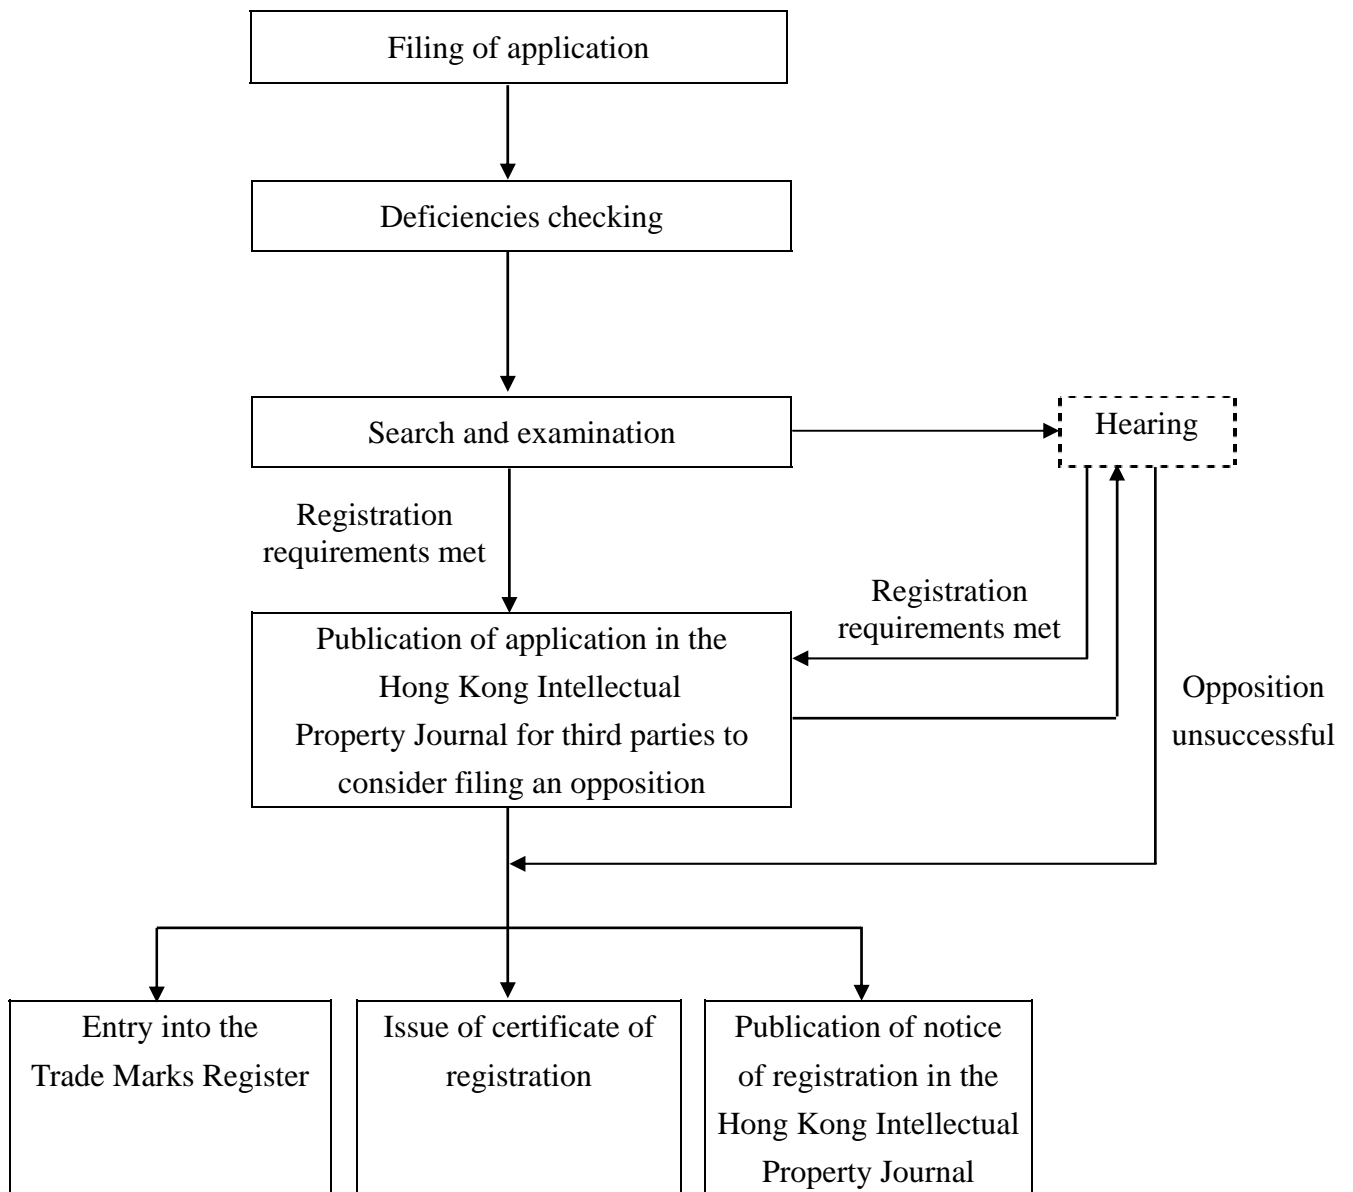 Filing of application
Deficiencies checking
Search and examination
Hearing
Registration
requirements met
Registration
requirements met
Publication of application in the
Hong Kong Intellectual
Property Journal for third parties to
consider filing an opposition
Opposition
unsuccessful
Entry into the
Trade Marks Register
Issue of certificate of
registration
Publication of notice
of registration in the
Hong Kong Intellectual
Property Journal